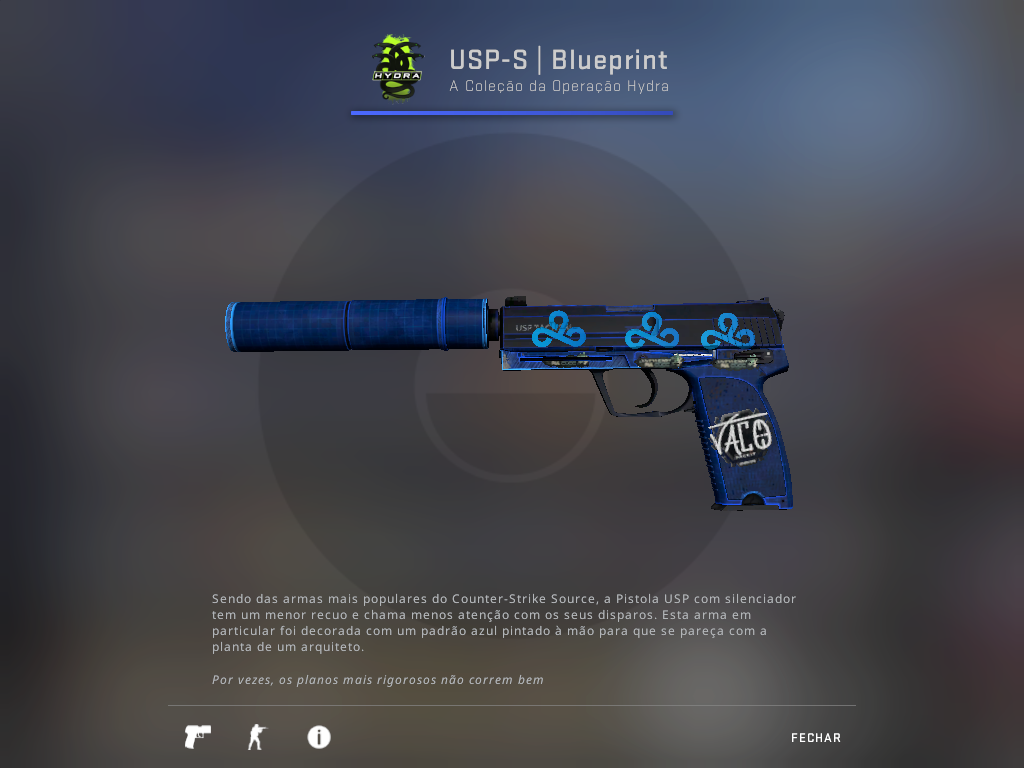 HYDRA
USP-S | Blueprint
A Coleção da Operação Hydra
TACO
Sendo das armas mais populares do Counter-Strike Source, a Pistola USP com silenciador
tem um menor recuo e chama menos atenção com os seus disparos. Esta arma em
particular foi decorada com um padrão azul pintado à mão para que se pareça com a
planta de um arquiteto.
Por vezes, os planos mais rigorosos não correm bem
FECHAR